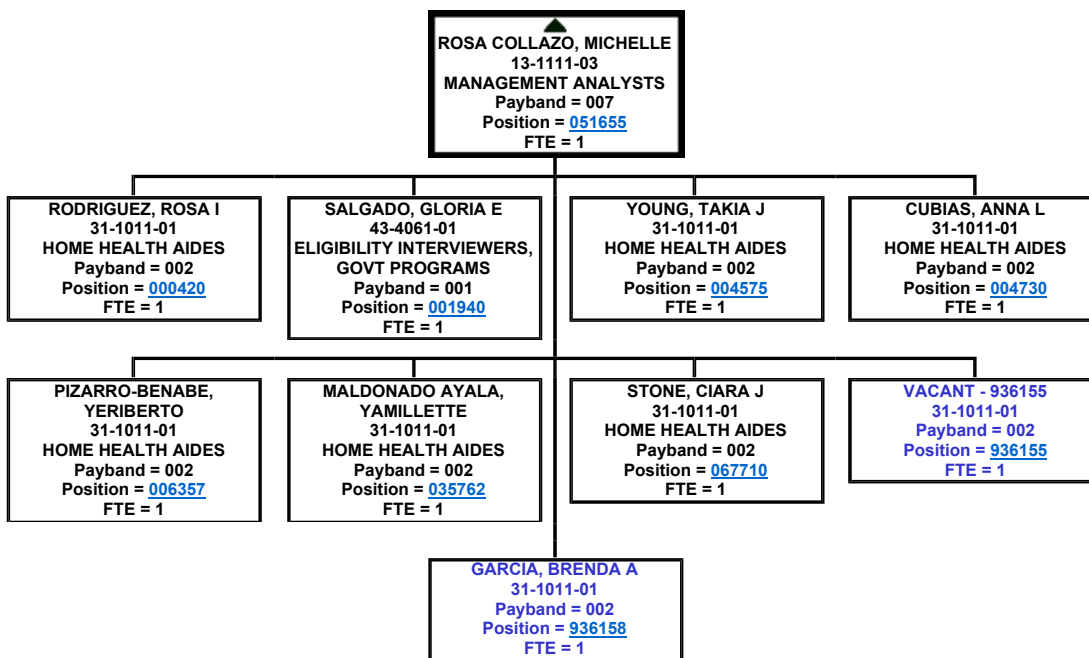 ROSA COLLAZO, MICHELLE
13-1111-03
MANAGEMENT ANALYSTS
Payband = 007
Position = 051655
FTE = 1
RODRIGUEZ, ROSA I
31-1011-01
HOME HEALTH AIDES
Payband = 002
Position = 000420
FTE = 1
SALGADO, GLORIA E
43-4061-01
ELIGIBILITY INTERVIEWERS,
GOVT PROGRAMS
Payband = 001
Position = 001940
FTE = 1
YOUNG, TAKIA J
31-1011-01
HOME HEALTH AIDES
Payband = 002
Position = 004575
FTE = 1
CUBIAS, ANNA L
31-1011-01
HOME HEALTH AIDES
Payband = 002
Position = 004730
FTE = 1
PIZARRO-BENABE,
YERIBERTO
31-1011-01
HOME HEALTH AIDES
Payband = 002
Position = 006357
FTE = 1
MALDONADO AYALA,
YAMILLETTE
31-1011-01
HOME HEALTH AIDES
Payband = 002
Position = 035762
FTE = 1
STONE, CIARA J
31-1011-01
HOME HEALTH AIDES
Payband = 002
Position = 067710
FTE = 1
VACANT - 936155
31-1011-01
Payband = 002
Position = 936155
FTE = 1
GARCIA, BRENDA A
31-1011-01
Payband = 002
Position = 936158
FTE = 1